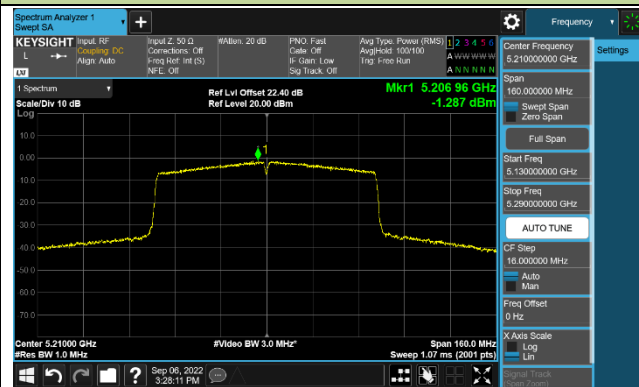 Spectrum Analyzer 1
Swept SA
+
Frequency
KEYSIGHT
Input: RF
Coupling: DC
Align: Auto
Input Z: 50 Ω
Corrections: Off
Freq Ref: Int (S)
NFE: Off
#Atten: 20 dB
PNO: Fast
Gate: Off
IF Gain: Low
Sig Track: Off
Avg Type: Power (RMS)
Avg|Hold: 100/100
Trig: Free Run
1 2 3 4 5 6
A W W W W W
A N N N N N
L
LXI
Center Frequency
5.210000000 GHz
Settings
Span
160.000000 MHz
Swept Span
Zero Span
Full Span
Start Freq
5.130000000 GHz
Stop Freq
5.290000000 GHz
AUTO TUNE
CF Step
16.000000 MHz
Auto
Man
Freq Offset
0 Hz
X Axis Scale
Log
Lin
Signal Track
(Span Zoom)
1 Spectrum
Scale/Div 10 dB
Log
Ref Lvl Offset 22.40 dB
Ref Level 20.00 dBm
Mkr1 5.206 96 GHz
-1.287 dBm
1
10.0
0.00
-10.0
-20.0
-30.0
-40.0
-50.0
-60.0
-70.0
Center 5.21000 GHz
#Res BW 1.0 MHz
#Video BW 3.0 MHz*
Span 160.0 MHz
Sweep 1.07 ms (2001 pts)
?
Sep 06, 2022
3:28:11 PM